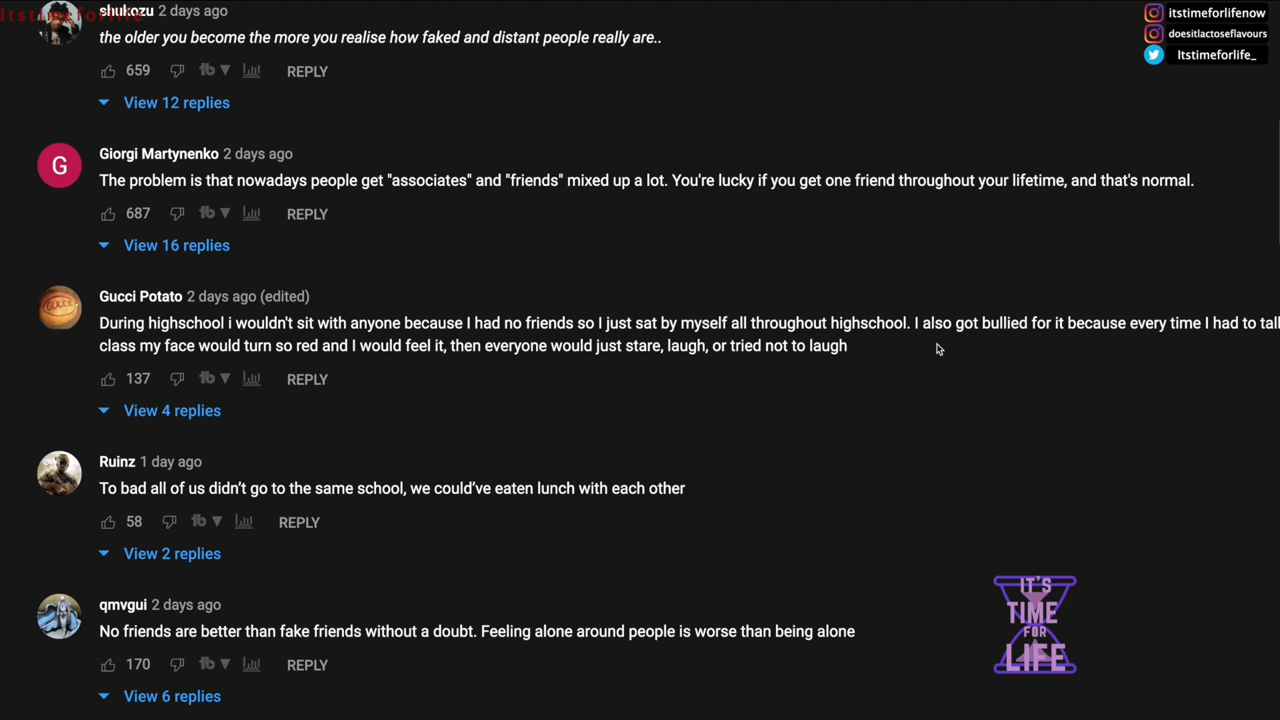 Itstimeforlife
shukozu 2 days ago
itstimeforlifenow
the older you become the more you realise how faked and distant people really are..
doesitlactoseflavours
Itstimeforlife_
659 REPLY
View 12 replies
G
Giorgi Martynenko 2 days ago
The problem is that nowadays people get "associates" and "friends" mixed up a lot. You're lucky if you get one friend throughout your lifetime, and that's normal.
687 REPLY
View 16 replies
GUCCI
Gucci Potato 2 days ago (edited)
During highschool i wouldn't sit with anyone because I had no friends so I just sat by myself all throughout highschool. I also got bullied for it because every time I had to tal
class my face would turn so red and I would feel it, then everyone would just stare, laugh, or tried not to laugh
137 REPLY
View 4 replies
Ruinz 1 day ago
To bad all of us didn’t go to the same school, we could’ve eaten lunch with each other
58 REPLY
View 2 replies
qmvgui 2 days ago
No friends are better than fake friends without a doubt. Feeling alone around people is worse than being alone
170 REPLY
View 6 replies
IT'S
TIME
FOR
LIFE